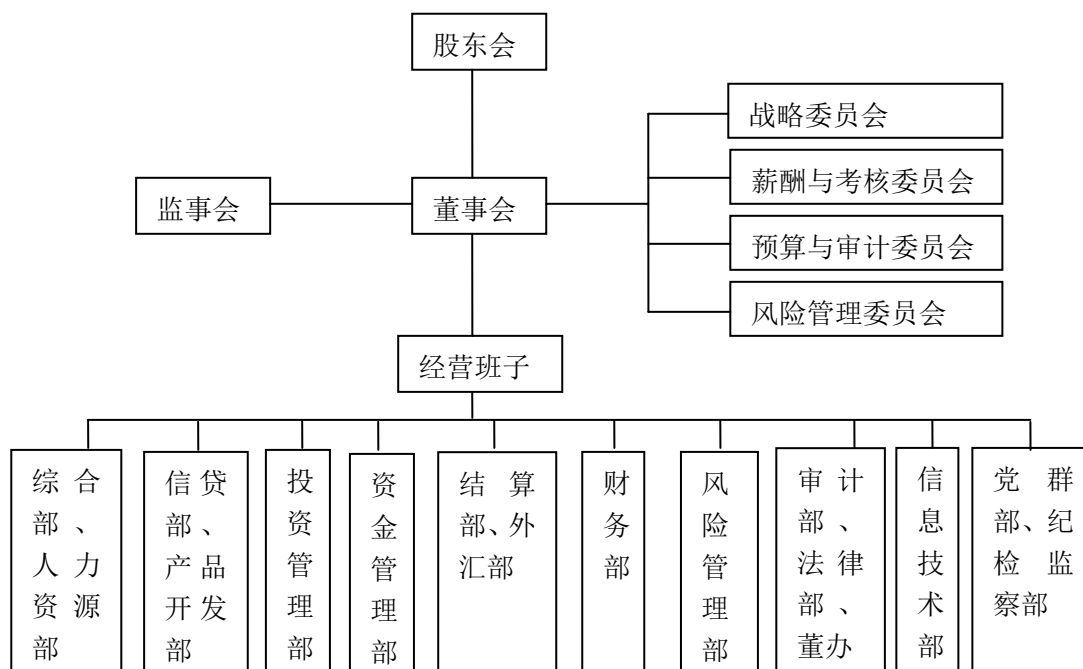 股东会
战略委员会
薪酬与考核委员会
监事会
董事会
预算与审计委员会
风险管理委员会
经营班子
综合
部、
人力
资源
部
信贷
部、
产品
开发
部
投
资
管
理
部
资
金
管
理
部
结算
部、外
汇部
财
务
部
风
险
管
理
部
审计
部、
法律
部、
董办
信
息
技
术
部
党群
部、纪
检监
察部